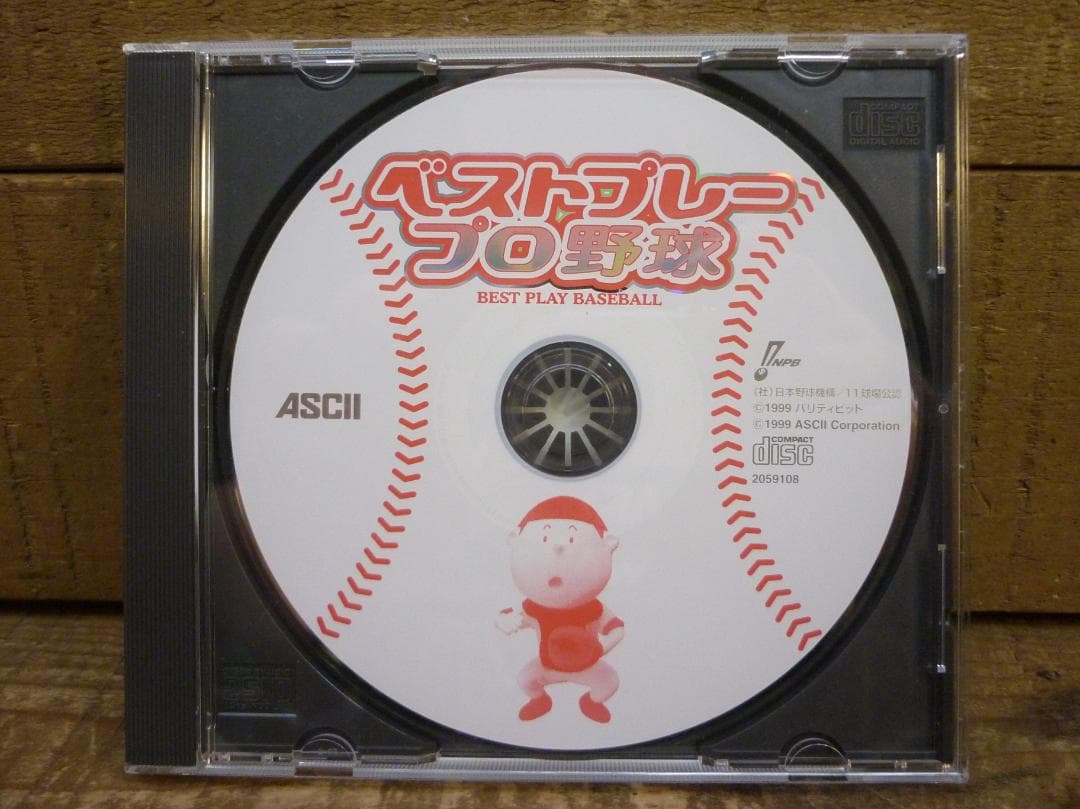 COMPACT
disc
DIGITAL AUDIO
ベストプレー
プロ野球
BEST PLAY BASEBALL
NPB
ASCII
(社)日本野球機構/11球場公認
©1999 パリティビット
©1999 ASCII Corporation
COMPACT
disc
2059108